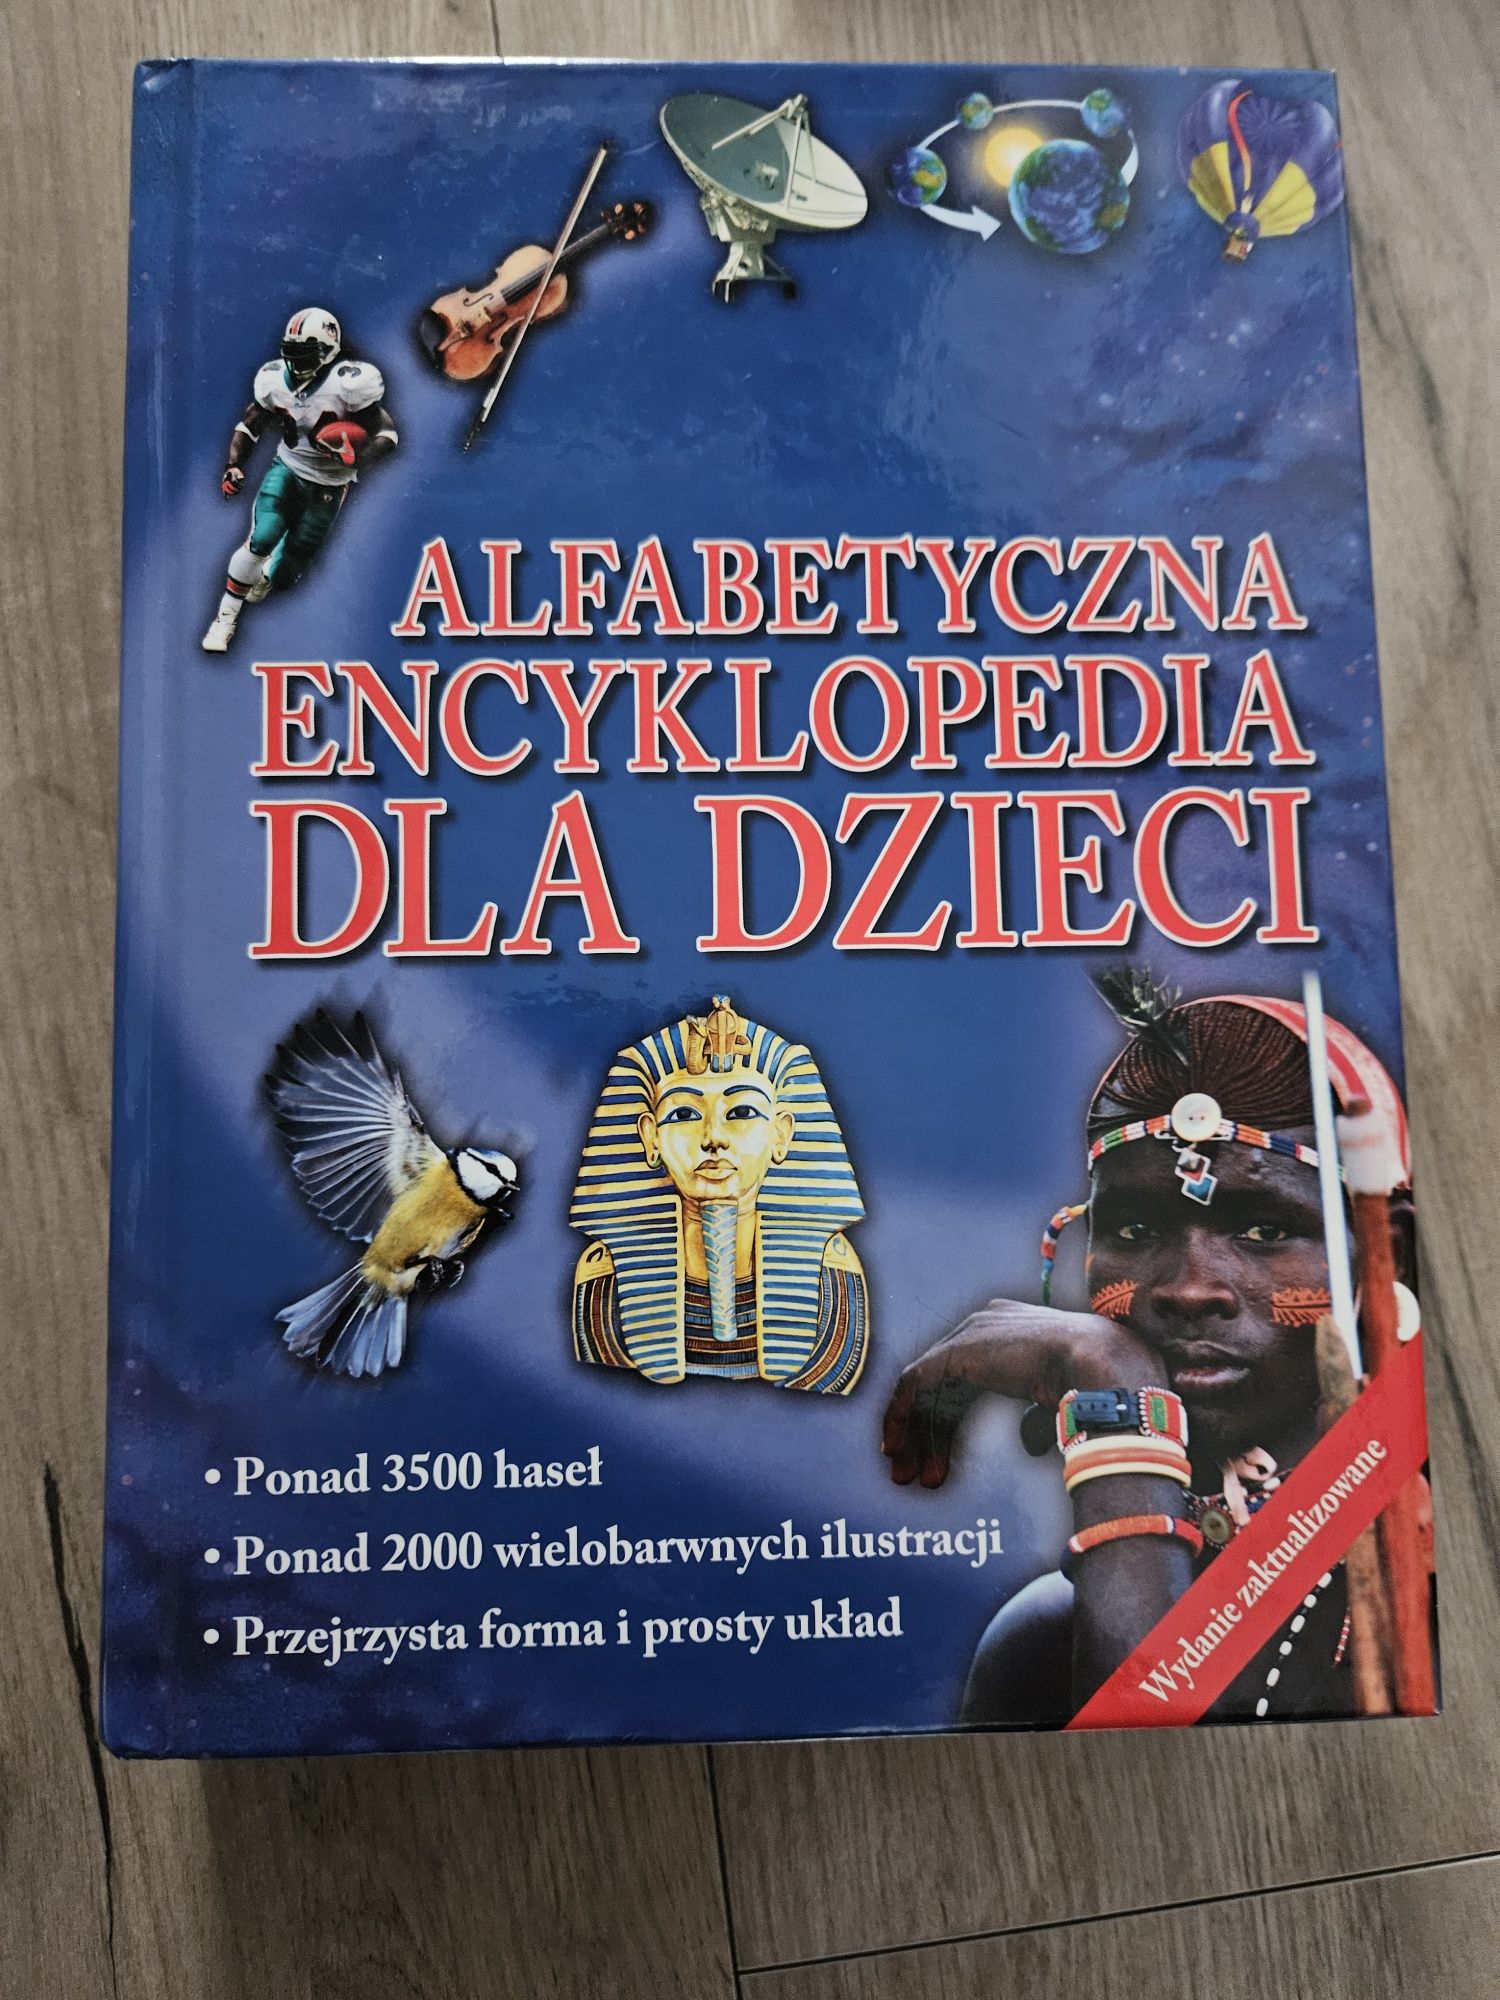 ALFABETYCZNA
ENCYKLOPEDIA
DLA DZIECI
• Ponad 3500 haseł
• Ponad 2000 wielobarwnych ilustracji
• Przejrzysta forma i prosty układ
Wydanie zaktualizowane